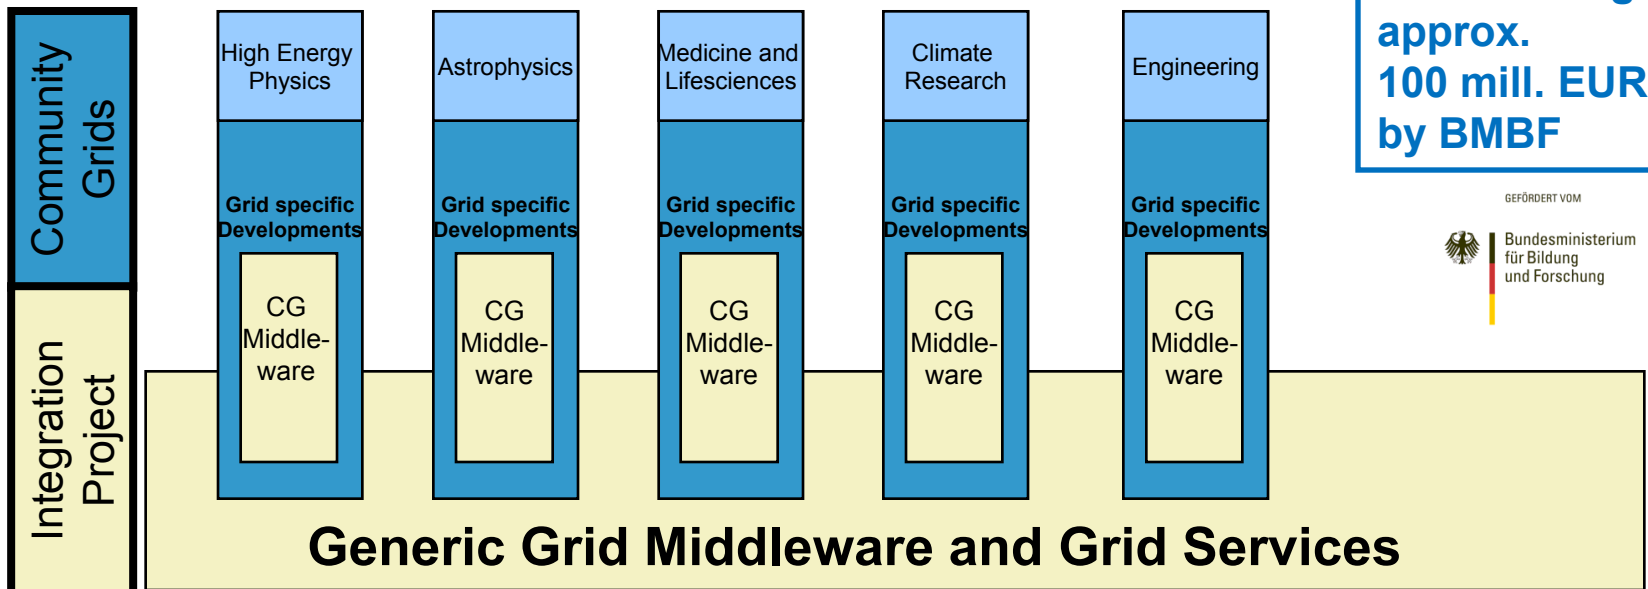 Community
Grids
Integration
Project
High Energy
Physics
Astrophysics
Medicine and
Lifesciences
Climate
Research
Engineering
Grid specific
Developments
Grid specific
Developments
Grid specific
Developments
Grid specific
Developments
Grid specific
Developments
CG
Middle-
ware
CG
Middle-
ware
CG
Middle-
ware
CG
Middle-
ware
CG
Middle-
ware
Generic Grid Middleware and Grid Services
approx.
100 mill. EUR
by BMBF
GEFÖRDERT VOM
Bundesministerium
für Bildung
und Forschung